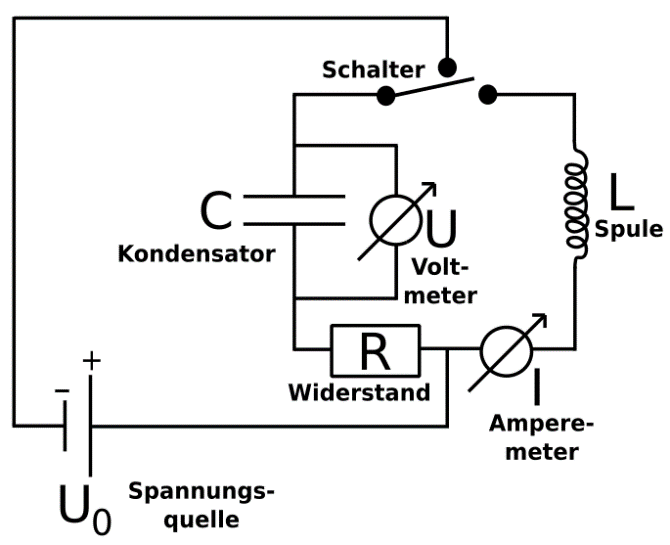 Schalter
C
Kondensator
U
Volt-
meter
L
Spule
R
Widerstand
I
Ampere-
meter
+
-
U0
Spannungs-
quelle